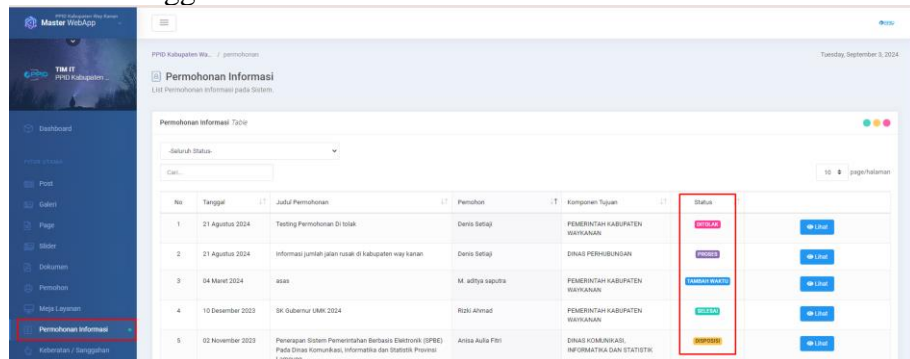 PPID Kabupaten Way Kanan
Master WebApp
TIM IT
PPID Kabupaten ...
Dashboard
Post
Galeri
Page
Slider
Dokumen
Pemohon
Meja Layanan
Permohonan Informasi
Keberatan / Sanggahan
PPID Kabupaten Wa... / permohonan
Tuesday, September 3, 2024
Permohonan Informasi
List Permohonan Informasi pada Sistem.
Permohonan Informasi Table
-Seluruh Status-
Cari...
10 page/halaman
No Tanggal Judul Permohonan Pemohon Komponen Tujuan Status
1 21 Agustus 2024 Testing Permohonan Di tolak Denis Setiaji PEMERINTAH KABUPATEN WAYKANAN DITOLAK Lihat
2 21 Agustus 2024 Informasi jumlah jalan rusak di kabupaten way kanan Denis Setiaji DINAS PERHUBUNGAN PROSES Lihat
3 04 Maret 2024 asas M. aditya saputra PEMERINTAH KABUPATEN WAYKANAN TAMBAH WAKTU Lihat
4 10 Desember 2023 SK Gubernur UMK 2024 Rizki Ahmad PEMERINTAH KABUPATEN WAYKANAN SELESAI Lihat
5 02 November 2023 Penerapan Sistem Pemerintahan Berbasis Elektronik (SPBE) Pada Dinas Komunikasi, Informatika dan Statistik Provinsi Anisa Aulia Fitri DINAS KOMUNIKASI, INFORMATIKA DAN STATISTIK DISPOSISI Lihat